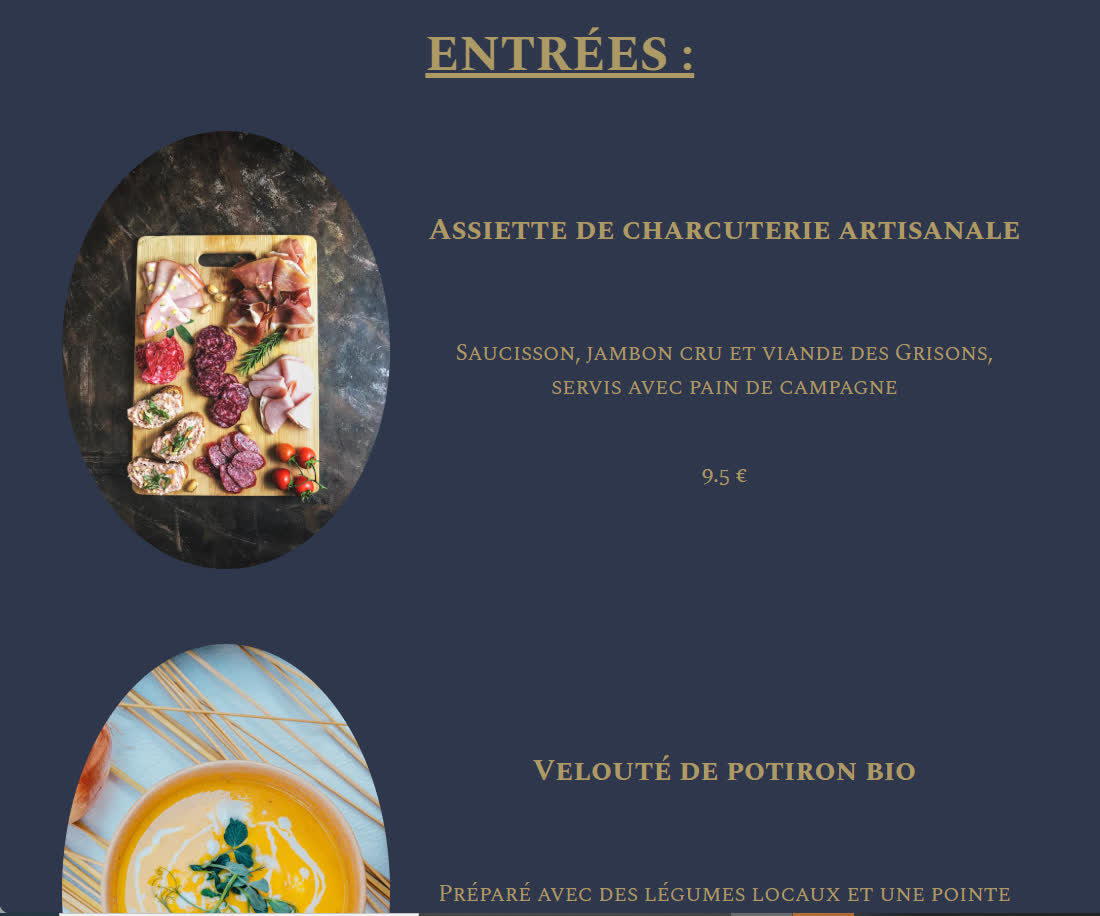 ENTRÉES :
Assiette de charcuterie artisanale
Saucisson, jambon cru et viande des Grisons,
servis avec pain de campagne
9.5 €
Velouté de potiron bio
Préparé avec des légumes locaux et une pointe